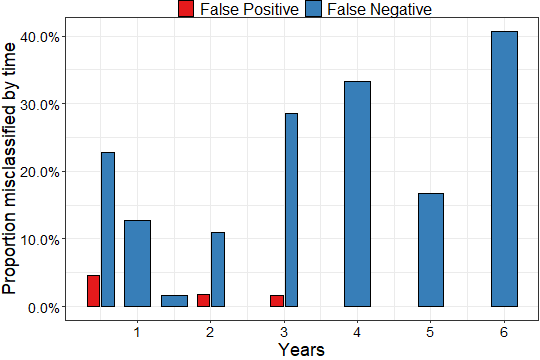 False Positive False Negative
Proportion misclassified by time
40.0%
30.0%
20.0%
10.0%
0.0%
1 2 3 4 5 6
Years